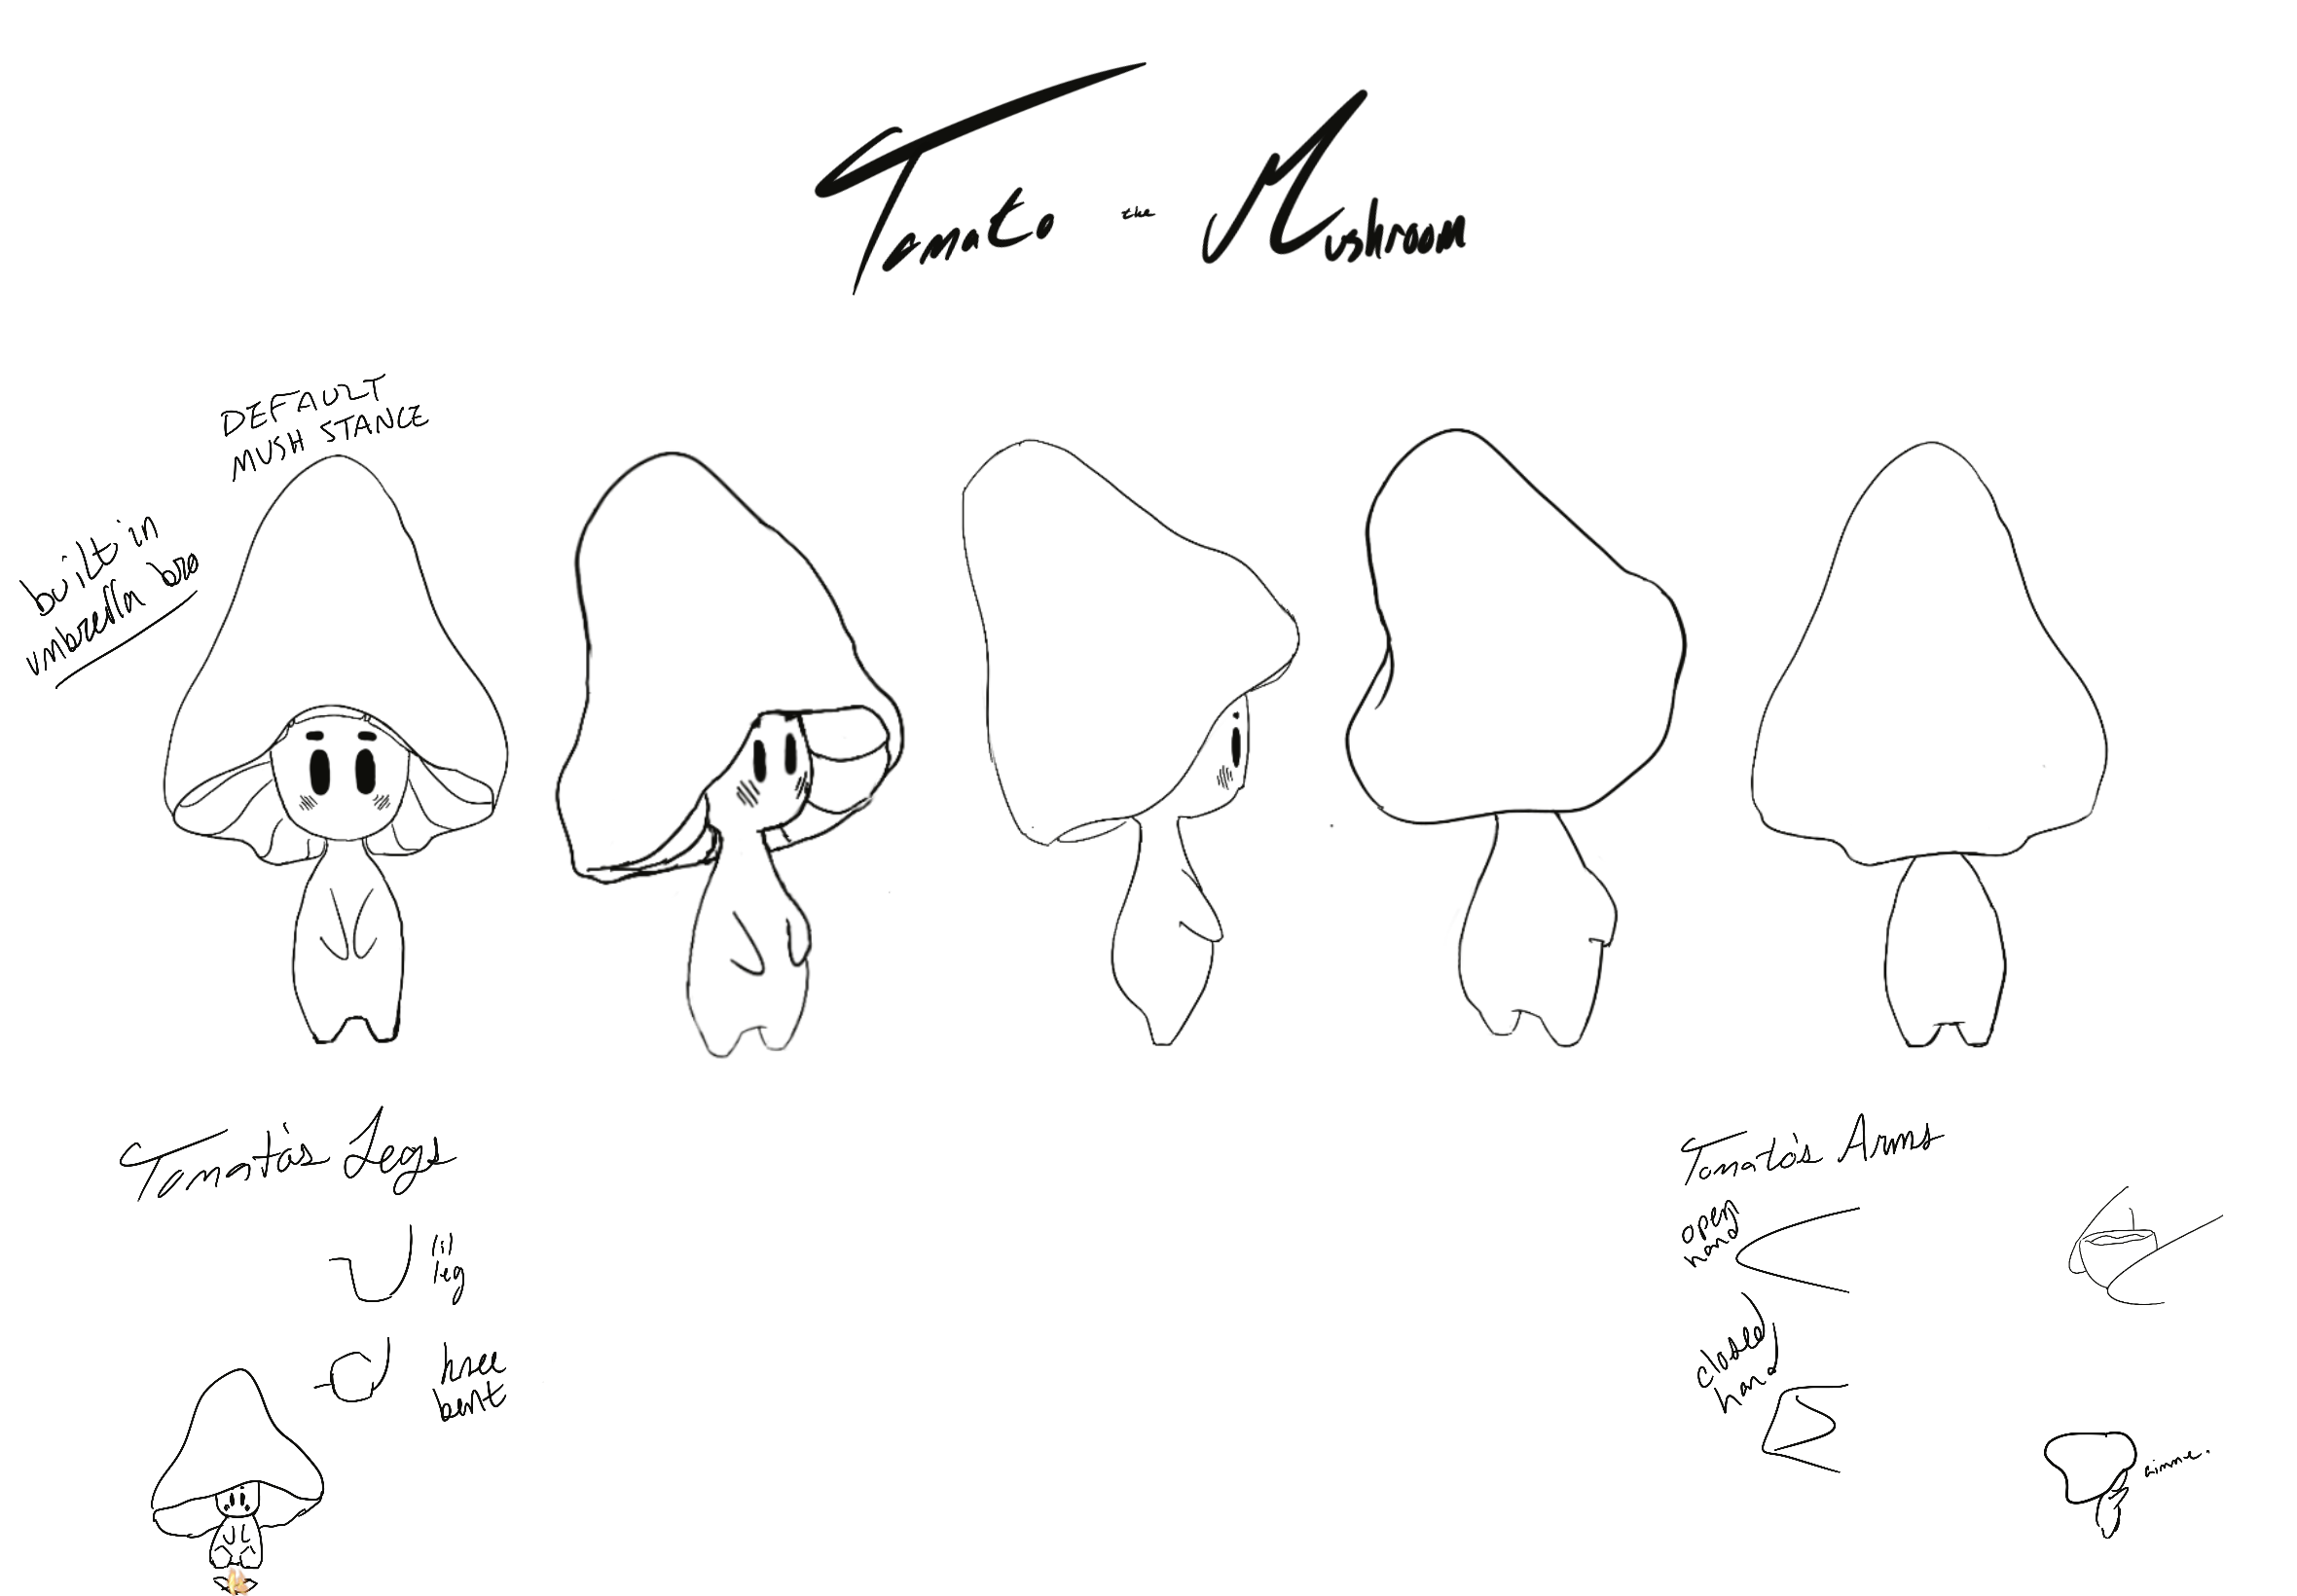 Tomato the Mushroom
DEFAULT
MUSH STANCE
built in
umbrella bro
Tomato's Legs
lil
leg
knee
bent
Tomato's Arms
open
hand
closed
hand
gimme.